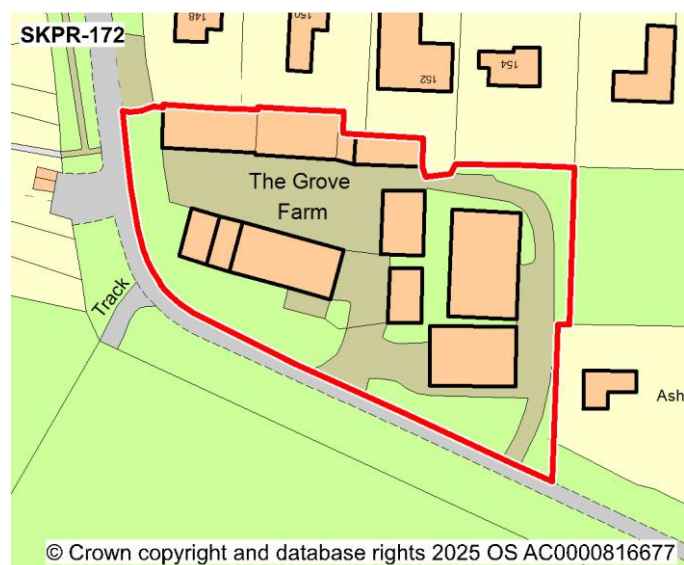 SKPR-172
148
150
152
154
The Grove
Farm
Track
Ash
© Crown copyright and database rights 2025 OS AC0000816677